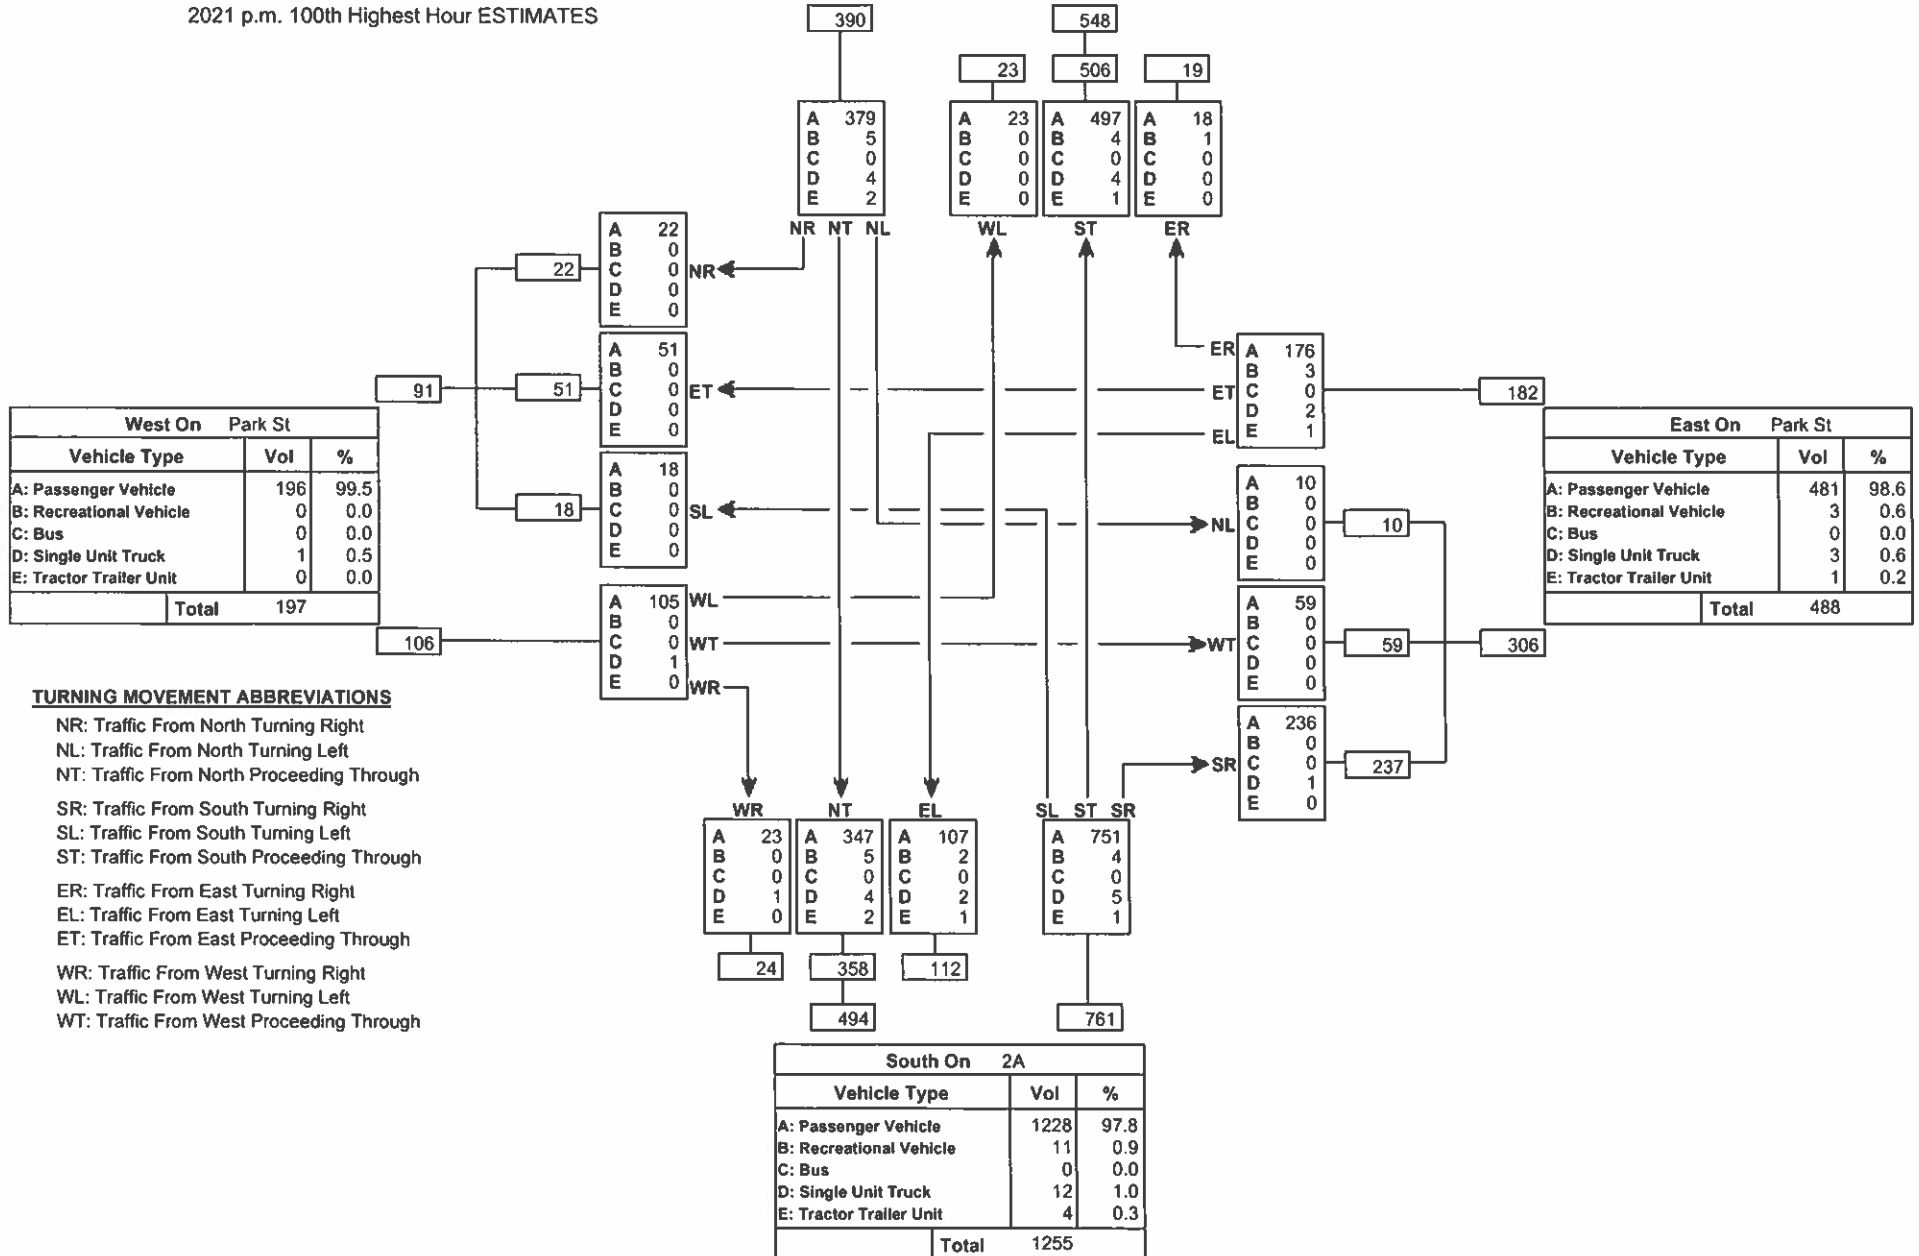 2021 p.m. 100th Highest Hour ESTIMATES
390
548
23
506
19
A 379
B 5
C 0
D 4
E 2
A 23
B 0
C 0
D 0
E 0
A 497
B 4
C 0
D 4
E 1
A 18
B 1
C 0
D 0
E 0
NR NT NL
WL
ST
ER
22
A 22
B 0
C 0
D 0
E 0
NR
91
51
A 51
B 0
C 0
D 0
E 0
ET
18
A 18
B 0
C 0
D 0
E 0
SL
106
A 105
B 0
C 0
D 1
E 0
WL
WT
WR
West On Park St
Vehicle Type Vol %
A: Passenger Vehicle 196 99.5
B: Recreational Vehicle 0 0.0
C: Bus 0 0.0
D: Single Unit Truck 1 0.5
E: Tractor Trailer Unit 0 0.0
Total 197
ER
ET
EL
A 176
B 3
C 0
D 2
E 1
182
NL
A 10
B 0
C 0
D 0
E 0
10
WT
A 59
B 0
C 0
D 0
E 0
59
306
SR
A 236
B 0
C 0
D 1
E 0
237
East On Park St
Vehicle Type Vol %
A: Passenger Vehicle 481 98.6
B: Recreational Vehicle 3 0.6
C: Bus 0 0.0
D: Single Unit Truck 3 0.6
E: Tractor Trailer Unit 1 0.2
Total 488
TURNING MOVEMENT ABBREVIATIONS
NR: Traffic From North Turning Right
NL: Traffic From North Turning Left
NT: Traffic From North Proceeding Through
SR: Traffic From South Turning Right
SL: Traffic From South Turning Left
ST: Traffic From South Proceeding Through
ER: Traffic From East Turning Right
EL: Traffic From East Turning Left
ET: Traffic From East Proceeding Through
WR: Traffic From West Turning Right
WL: Traffic From West Turning Left
WT: Traffic From West Proceeding Through
WR
NT
EL
SL ST SR
A 23
B 0
C 0
D 1
E 0
A 347
B 5
C 0
D 4
E 2
A 107
B 2
C 0
D 2
E 1
A 751
B 4
C 0
D 5
E 1
24
358
112
494
761
South On 2A
Vehicle Type Vol %
A: Passenger Vehicle 1228 97.8
B: Recreational Vehicle 11 0.9
C: Bus 0 0.0
D: Single Unit Truck 12 1.0
E: Tractor Trailer Unit 4 0.3
Total 1255